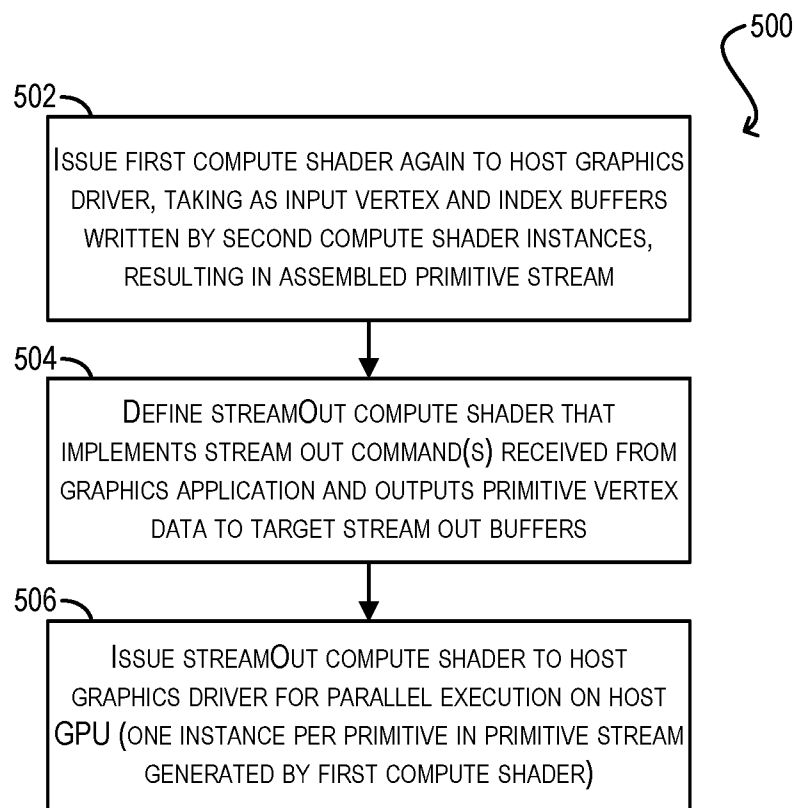 500
502
ISSUE FIRST COMPUTE SHADER AGAIN TO HOST GRAPHICS
DRIVER, TAKING AS INPUT VERTEX AND INDEX BUFFERS
WRITTEN BY SECOND COMPUTE SHADER INSTANCES,
RESULTING IN ASSEMBLED PRIMITIVE STREAM
504
DEFINE STREAMOUT COMPUTE SHADER THAT
IMPLEMENTS STREAM OUT COMMAND(S) RECEIVED FROM
GRAPHICS APPLICATION AND OUTPUTS PRIMITIVE VERTEX
DATA TO TARGET STREAM OUT BUFFERS
506
ISSUE STREAMOUT COMPUTE SHADER TO HOST
GRAPHICS DRIVER FOR PARALLEL EXECUTION ON HOST
GPU (ONE INSTANCE PER PRIMITIVE IN PRIMITIVE STREAM
GENERATED BY FIRST COMPUTE SHADER)